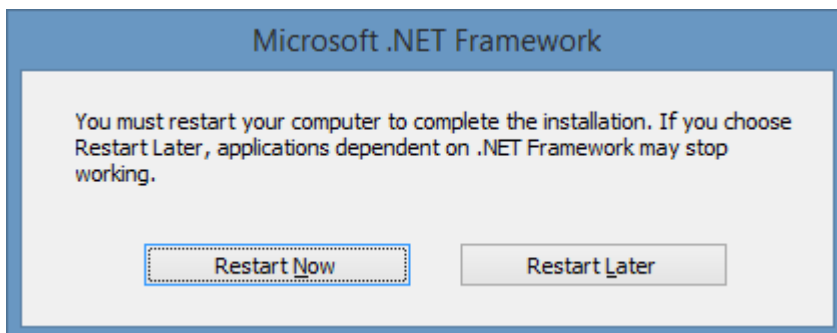 Microsoft .NET Framework
You must restart your computer to complete the installation. If you choose
Restart Later, applications dependent on .NET Framework may stop
working.
Restart Now
Restart Later